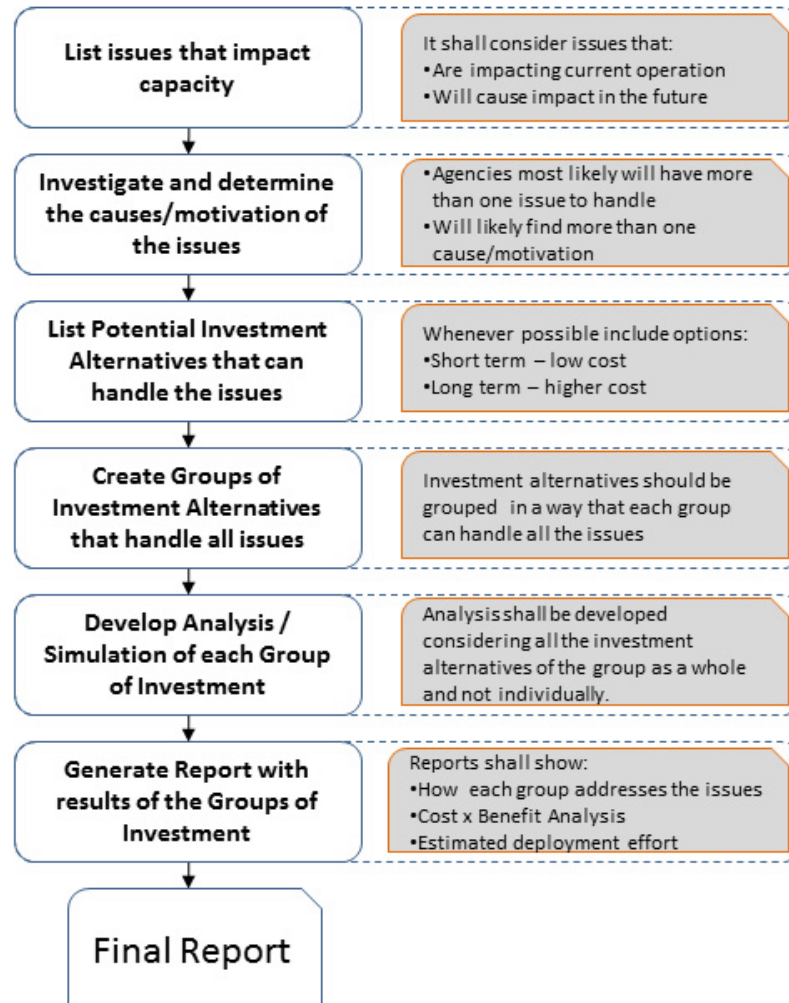 List issues that impact
capacity
It shall consider issues that:
•Are impacting current operation
•Will cause impact in the future
Investigate and determine
the causes/motivation of
the issues
•Agencies most likely will have more
than one issue to handle
•Will likely find more than one
cause/motivation
List Potential Investment
Alternatives that can
handle the issues
Whenever possible include options:
•Short term – low cost
•Long term – higher cost
Create Groups of
Investment Alternatives
that handle all issues
Investment alternatives should be
grouped in a way that each group
can handle all the issues
Develop Analysis /
Simulation of each Group
of Investment
Analysis shall be developed
considering all the investment
alternatives of the group as a whole
and not individually.
Generate Report with
results of the Groups of
Investment
Reports shall show:
•How each group addresses the issues
•Cost x Benefit Analysis
•Estimated deployment effort
Final Report